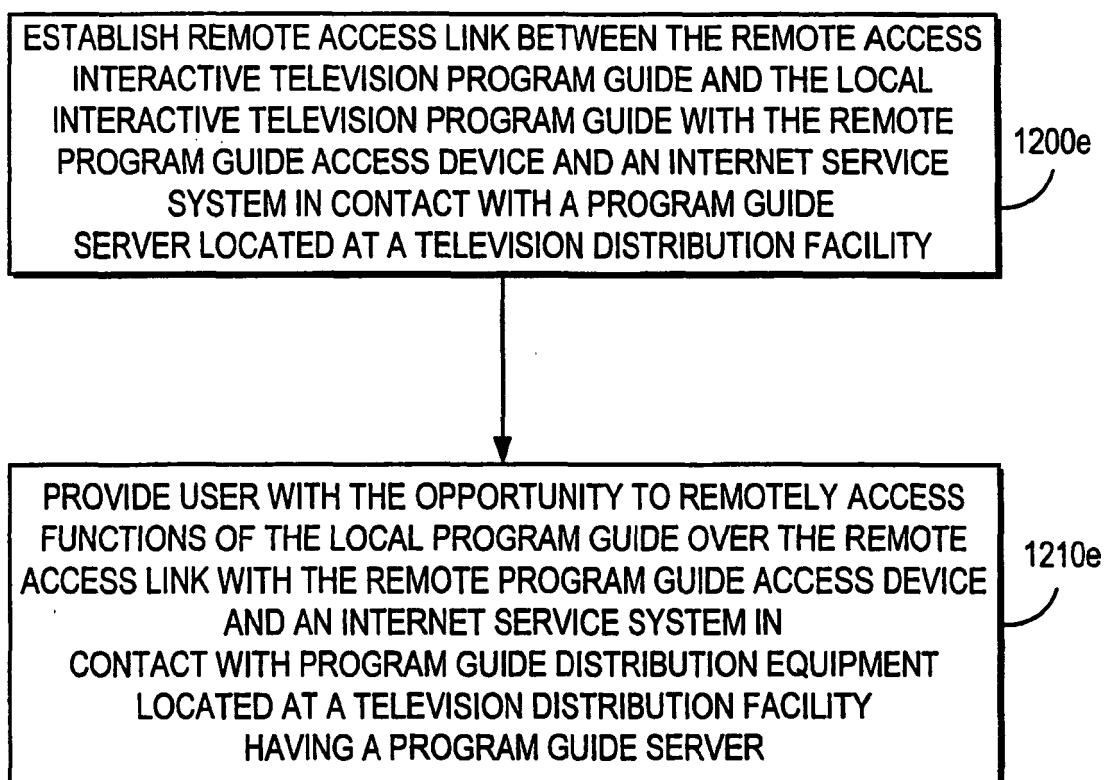 ESTABLISH REMOTE ACCESS LINK BETWEEN THE REMOTE ACCESS
INTERACTIVE TELEVISION PROGRAM GUIDE AND THE LOCAL
INTERACTIVE TELEVISION PROGRAM GUIDE WITH THE REMOTE
PROGRAM GUIDE ACCESS DEVICE AND AN INTERNET SERVICE
SYSTEM IN CONTACT WITH A PROGRAM GUIDE
SERVER LOCATED AT A TELEVISION DISTRIBUTION FACILITY
1200e
PROVIDE USER WITH THE OPPORTUNITY TO REMOTELY ACCESS
FUNCTIONS OF THE LOCAL PROGRAM GUIDE OVER THE REMOTE
ACCESS LINK WITH THE REMOTE PROGRAM GUIDE ACCESS DEVICE
AND AN INTERNET SERVICE SYSTEM IN
CONTACT WITH PROGRAM GUIDE DISTRIBUTION EQUIPMENT
LOCATED AT A TELEVISION DISTRIBUTION FACILITY
HAVING A PROGRAM GUIDE SERVER
1210e